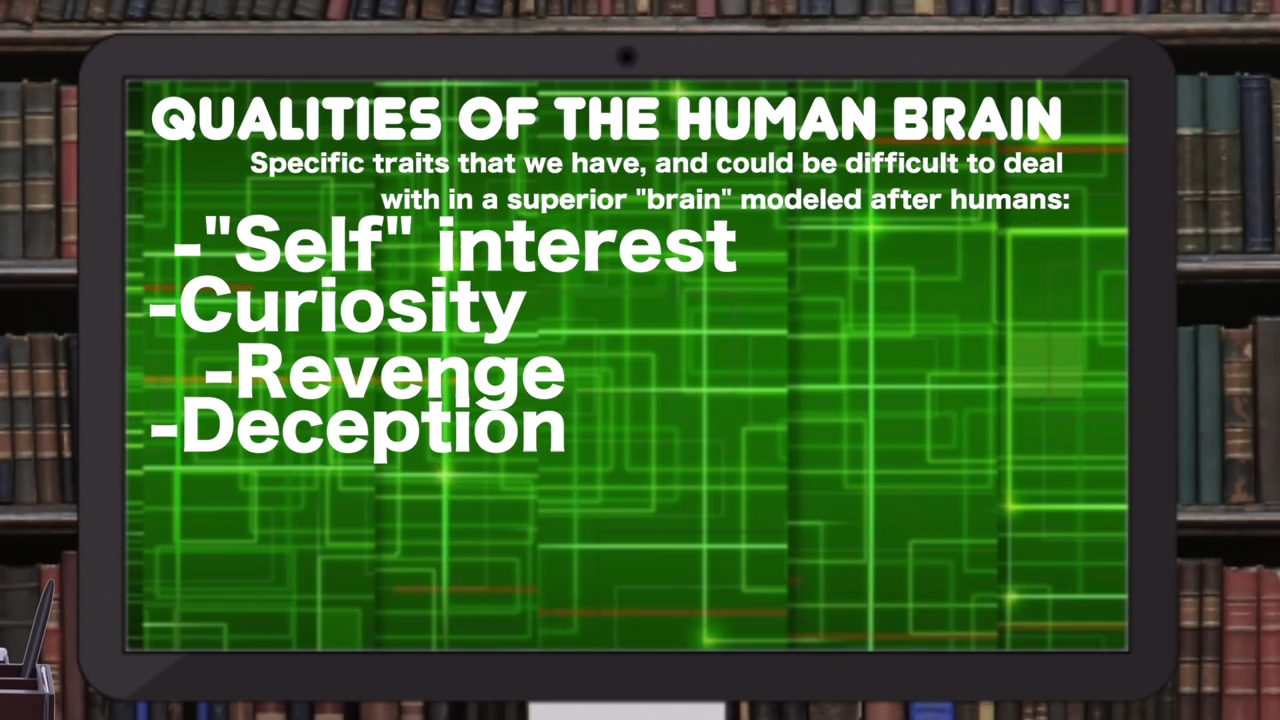 QUALITIES OF THE HUMAN BRAIN
Specific traits that we have, and could be difficult to deal
with in a superior "brain" modeled after humans:
-"Self" interest
-Curiosity
-Revenge
-Deception